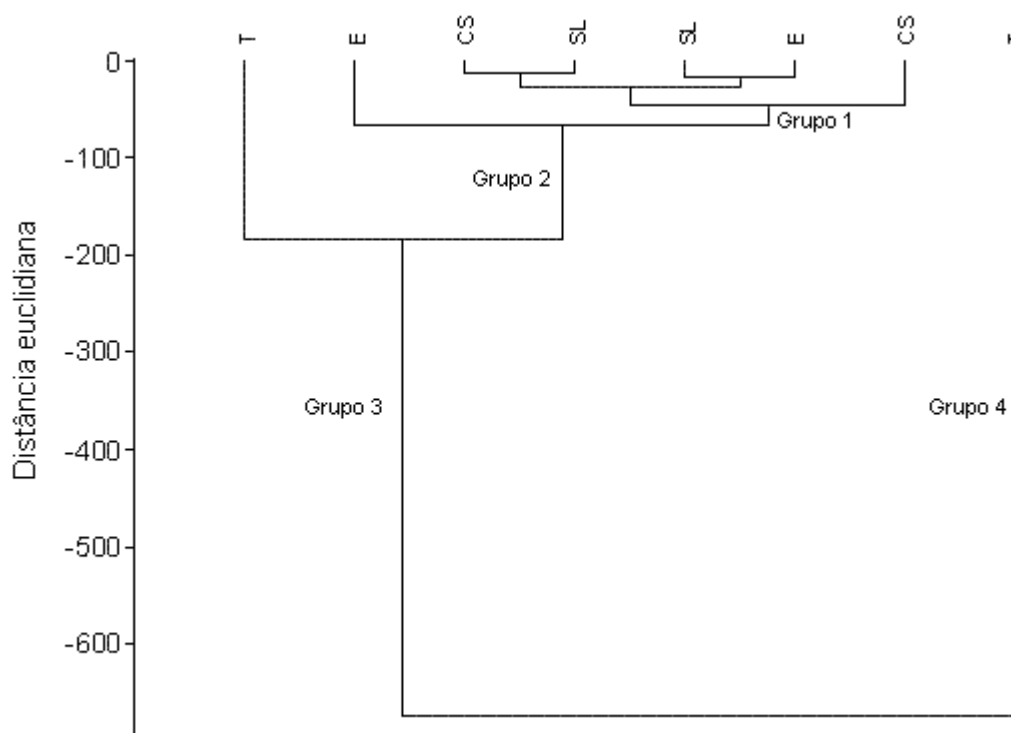 T E CS SL SL E CS
0
-100
-200
-300
-400
-500
-600
Distância euclidiana
Grupo 1
Grupo 2
Grupo 3
Grupo 4